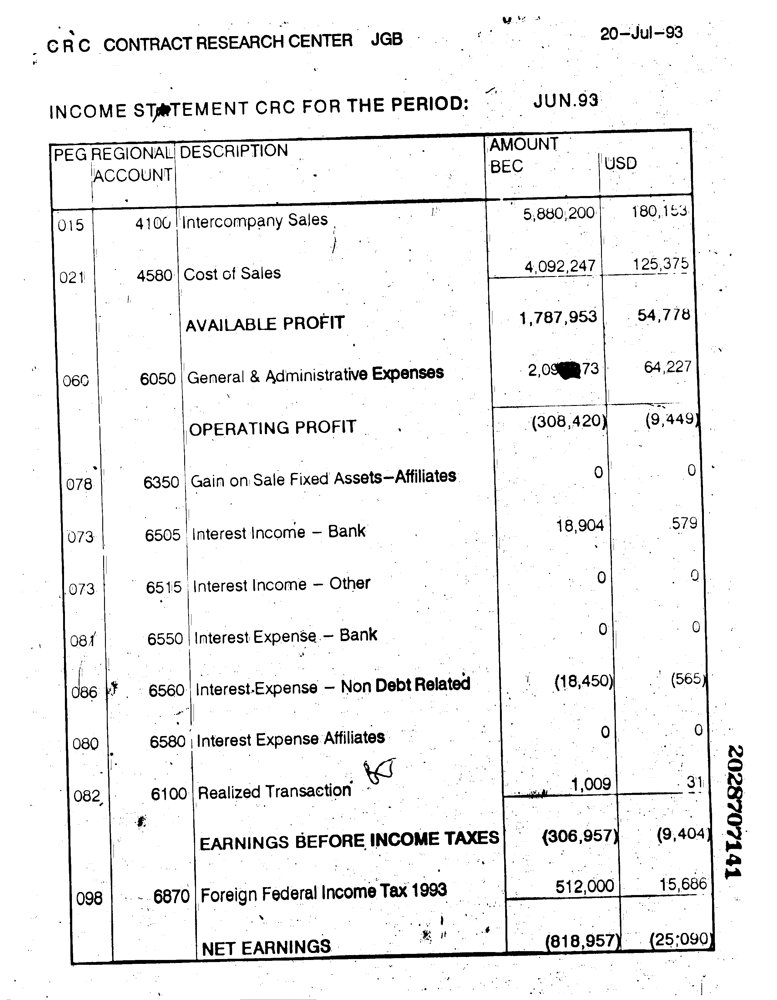 CRC CONTRACT RESEARCH CENTER JGB 20-Jul-93
INCOME STATEMENT CRC FOR THE PERIOD: JUN.93
PEG REGIONAL DESCRIPTION AMOUNT
ACCOUNT BEC USD
015 4100 Intercompany Sales 5,880,200 180,153
021 4580 Cost of Sales 4,092,247 125,375
AVAILABLE PROFIT 1,787,953 54,778
060 6050 General & Administrative Expenses 64,227
OPERATING PROFIT (308,420) (9,449)
078 6350 Gain on Sale Fixed Assets-Affiliates 0 0
073 6505 Interest Income - Bank 18,904 579
073 6515 Interest Income - Other 0 0
081 6550 Interest Expense - Bank 0 0
086 6560 Interest Expense - Non Debt Related (18,450) (565)
080 6580 Interest Expense Affiliates 0 0
082 6100 Realized Transaction 1,009 31
EARNINGS BEFORE INCOME TAXES (306,957) (9,404)
098 6870 Foreign Federal Income Tax 1993 512,000 15,686
NET EARNINGS (818,957) (25,090)
2028707141